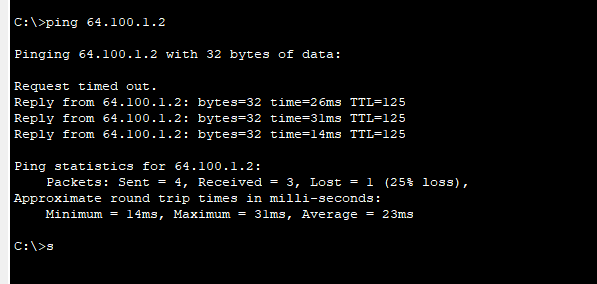 C:\>ping 64.100.1.2
Pinging 64.100.1.2 with 32 bytes of data:
Request timed out.
Reply from 64.100.1.2: bytes=32 time=26ms TTL=125
Reply from 64.100.1.2: bytes=32 time=31ms TTL=125
Reply from 64.100.1.2: bytes=32 time=14ms TTL=125
Ping statistics for 64.100.1.2:
    Packets: Sent = 4, Received = 3, Lost = 1 (25% loss),
Approximate round trip times in milli-seconds:
    Minimum = 14ms, Maximum = 31ms, Average = 23ms
C:\>s